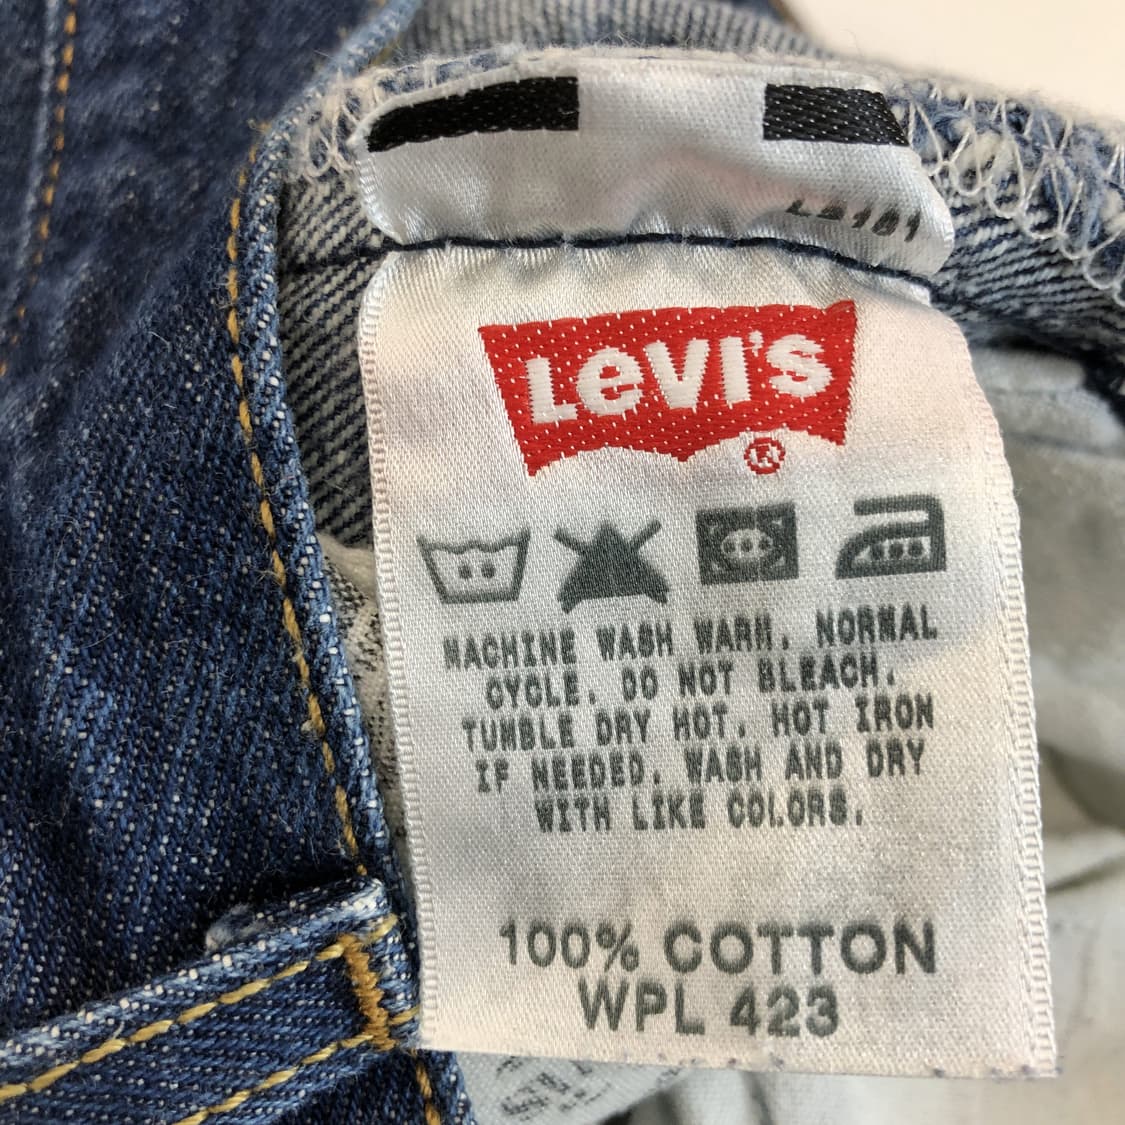 L2181
LEVI'S
®
MACHINE WASH WARM, NORMAL
CYCLE. DO NOT BLEACH.
TUMBLE DRY HOT. HOT IRON
IF NEEDED. WASH AND DRY
WITH LIKE COLORS.
100% COTTON
WPL 423